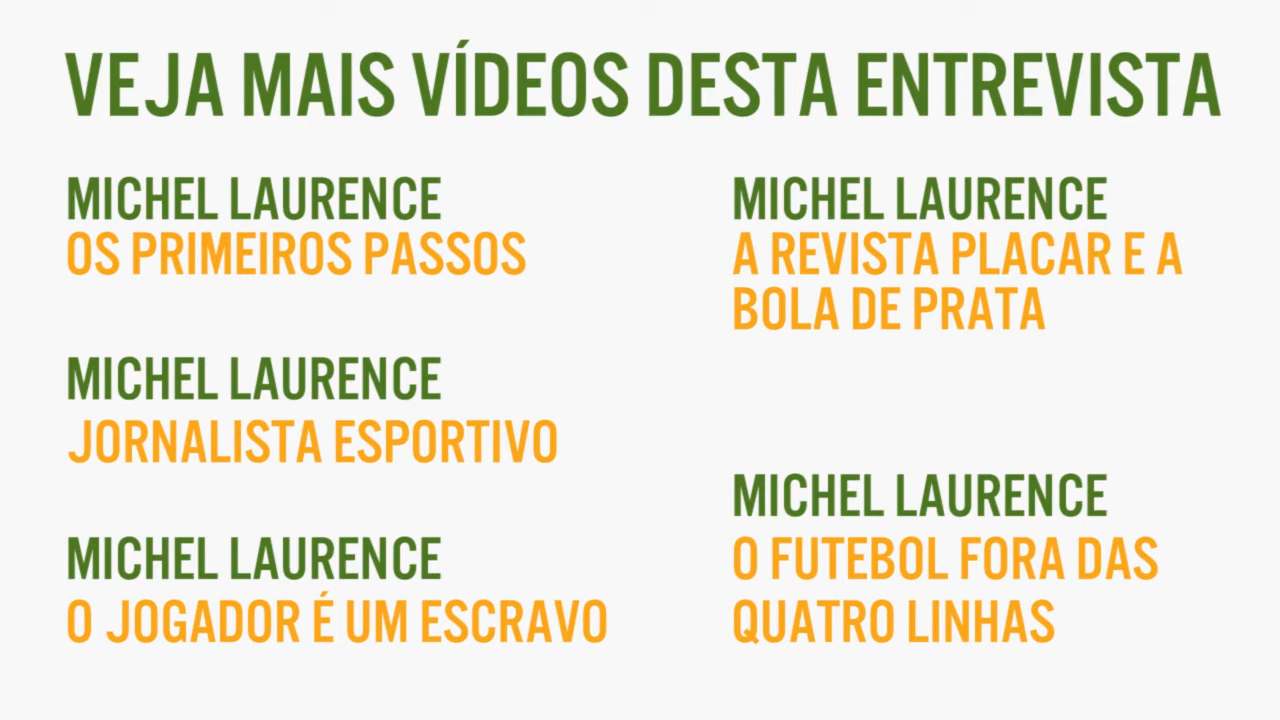 VEJA MAIS VÍDEOS DESTA ENTREVISTA
MICHEL LAURENCE
OS PRIMEIROS PASSOS
MICHEL LAURENCE
JORNALISTA ESPORTIVO
MICHEL LAURENCE
O JOGADOR É UM ESCRAVO
MICHEL LAURENCE
A REVISTA PLACAR E A
BOLA DE PRATA
MICHEL LAURENCE
O FUTEBOL FORA DAS
QUATRO LINHAS